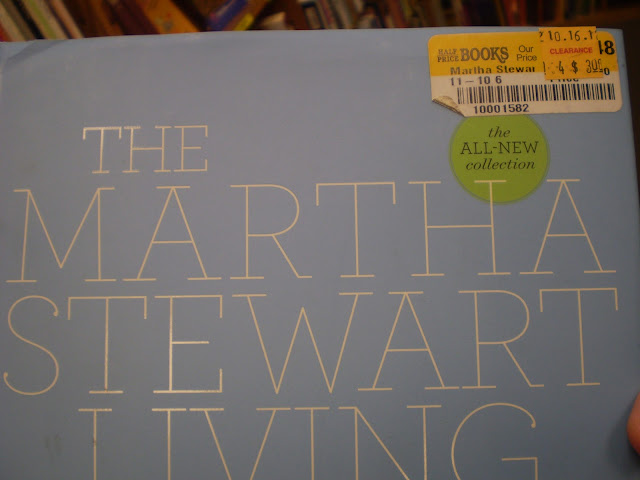 HALF PRICE BOOKS Our Price
10.16.1
CLEARANCE
Martha Stewar
11-10 6
10001582
the
ALL-NEW
collection
THE
MARTHA
STEWART
LIVING